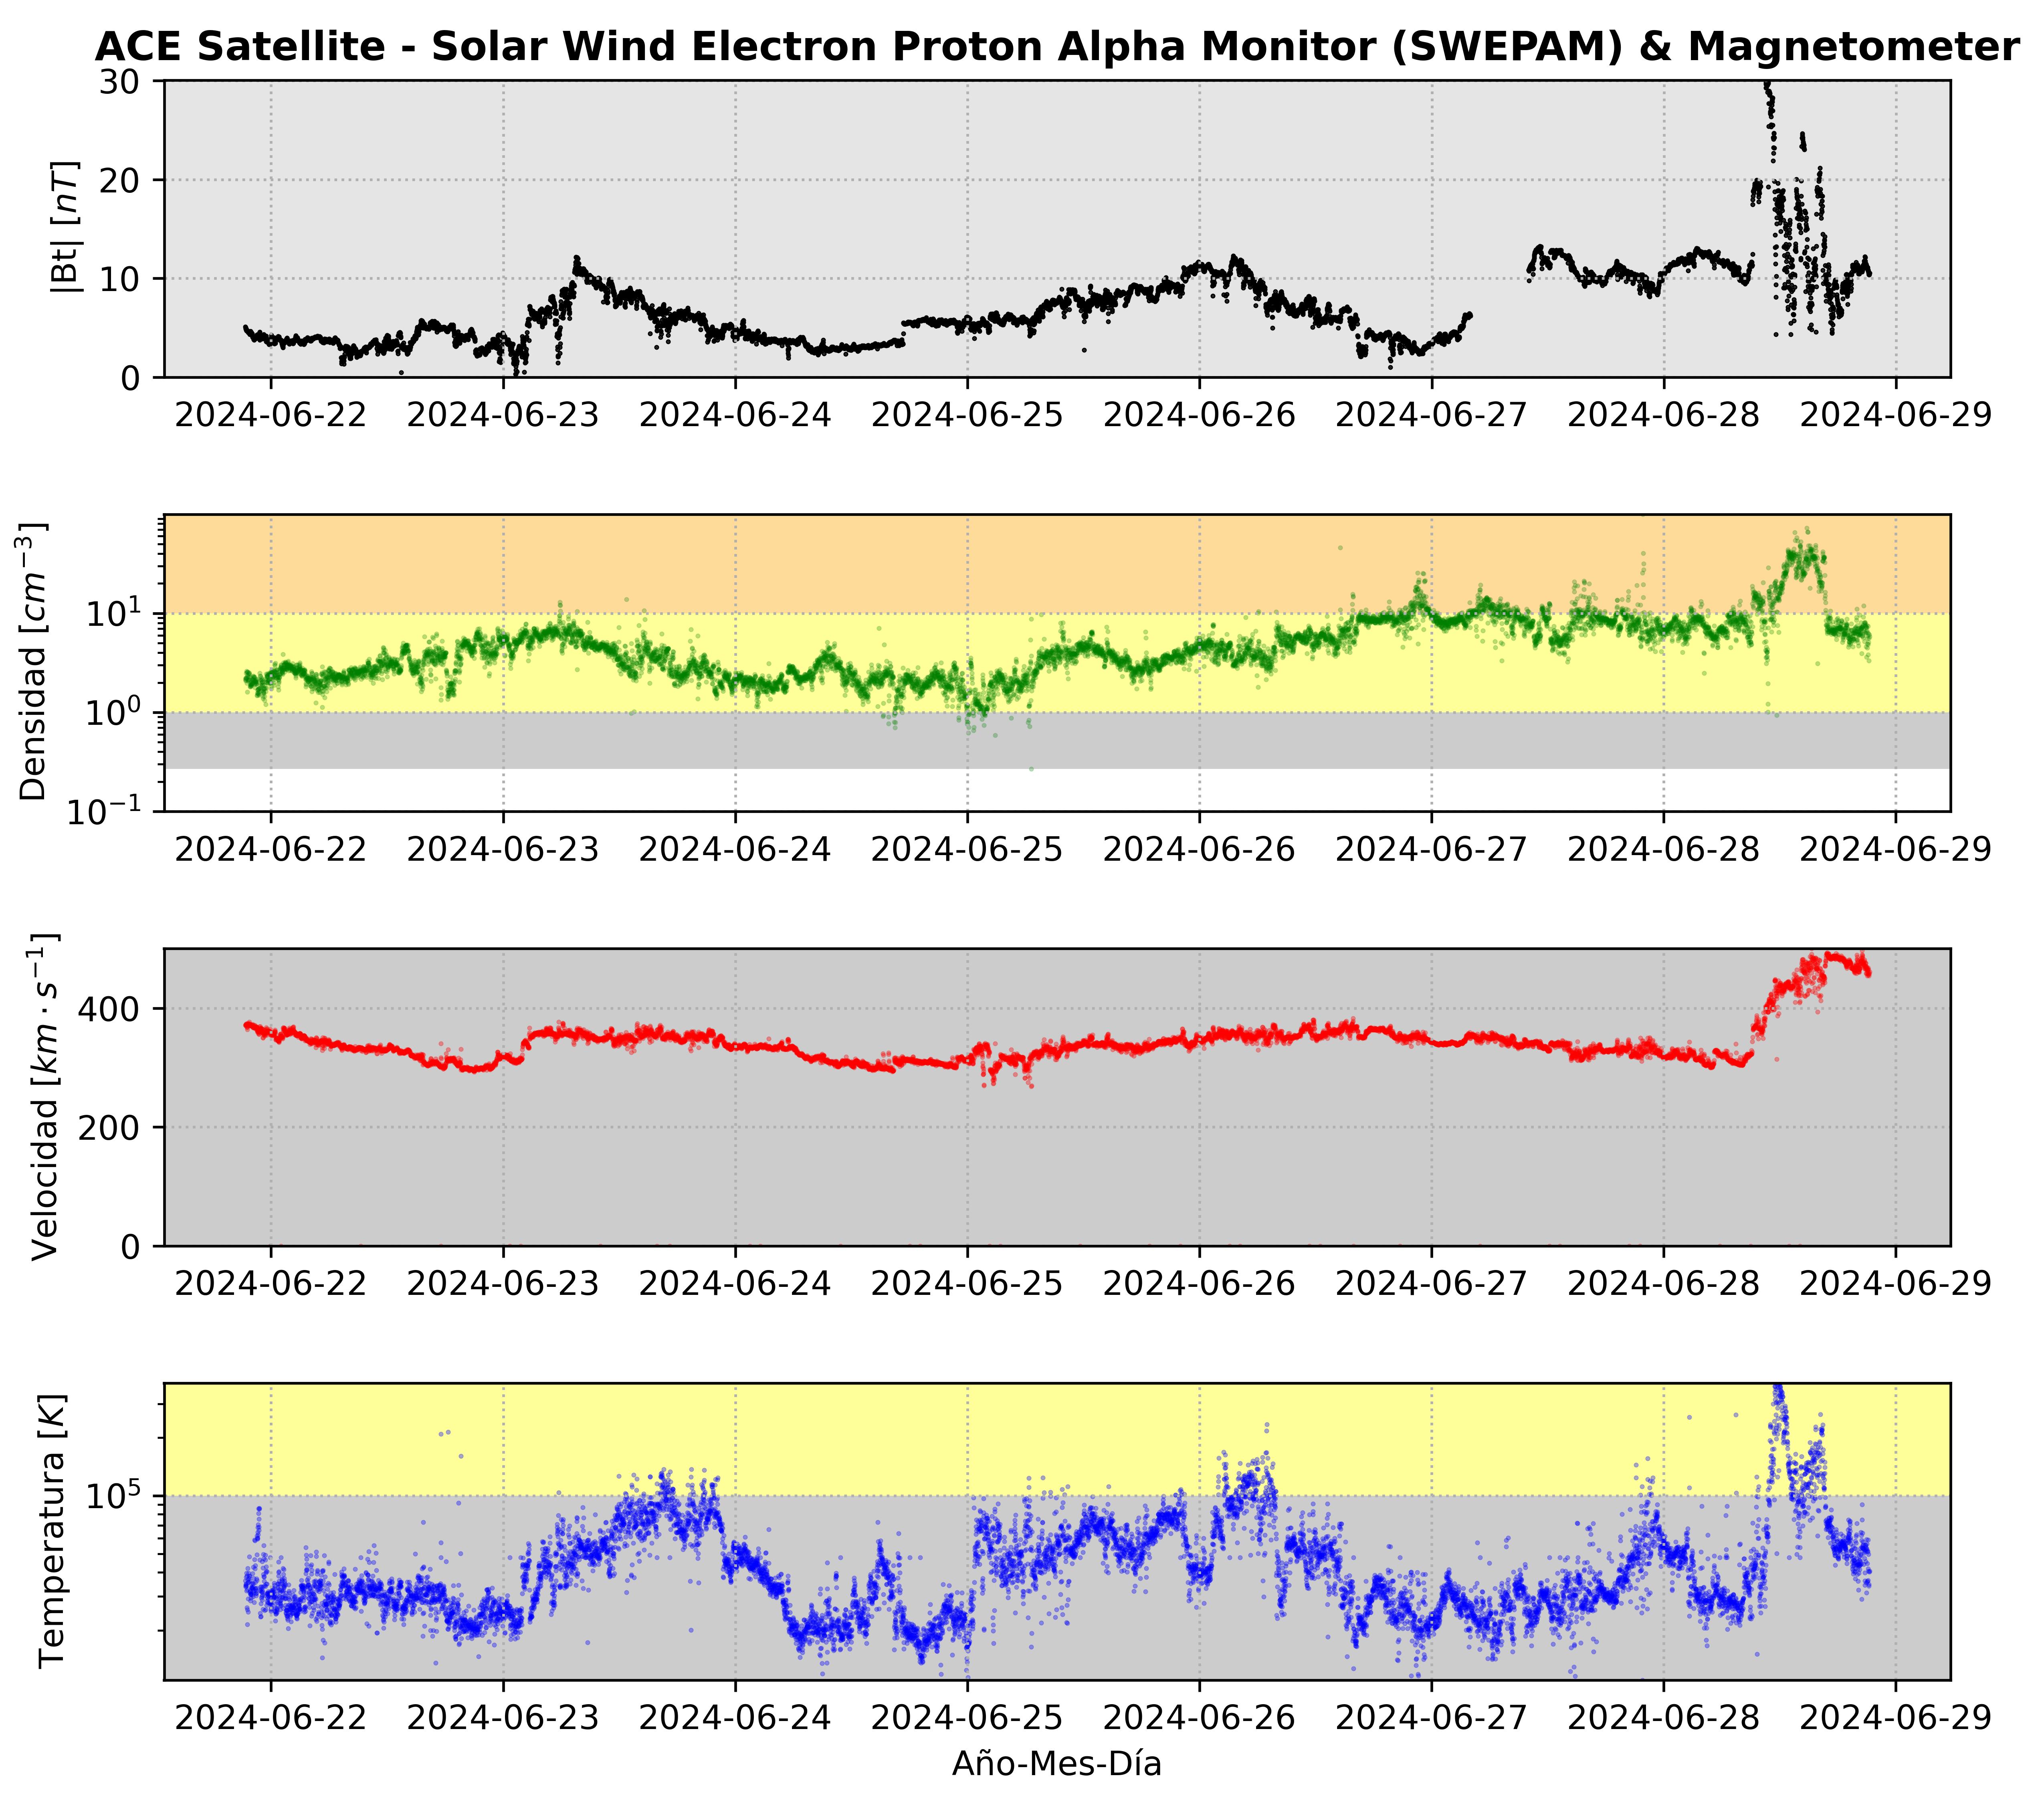 ACE Satellite - Solar Wind Electron Proton Alpha Monitor (SWEPAM) & Magnetometer
|Bt| [nT]
30
20
10
0
2024-06-22 2024-06-23 2024-06-24 2024-06-25 2024-06-26 2024-06-27 2024-06-28 2024-06-29
Densidad [cm⁻³]
10¹
10⁰
10⁻¹
2024-06-22 2024-06-23 2024-06-24 2024-06-25 2024-06-26 2024-06-27 2024-06-28 2024-06-29
Velocidad [km · s⁻¹]
400
200
0
2024-06-22 2024-06-23 2024-06-24 2024-06-25 2024-06-26 2024-06-27 2024-06-28 2024-06-29
Temperatura [K]
10⁵
2024-06-22 2024-06-23 2024-06-24 2024-06-25 2024-06-26 2024-06-27 2024-06-28 2024-06-29
Año-Mes-Día